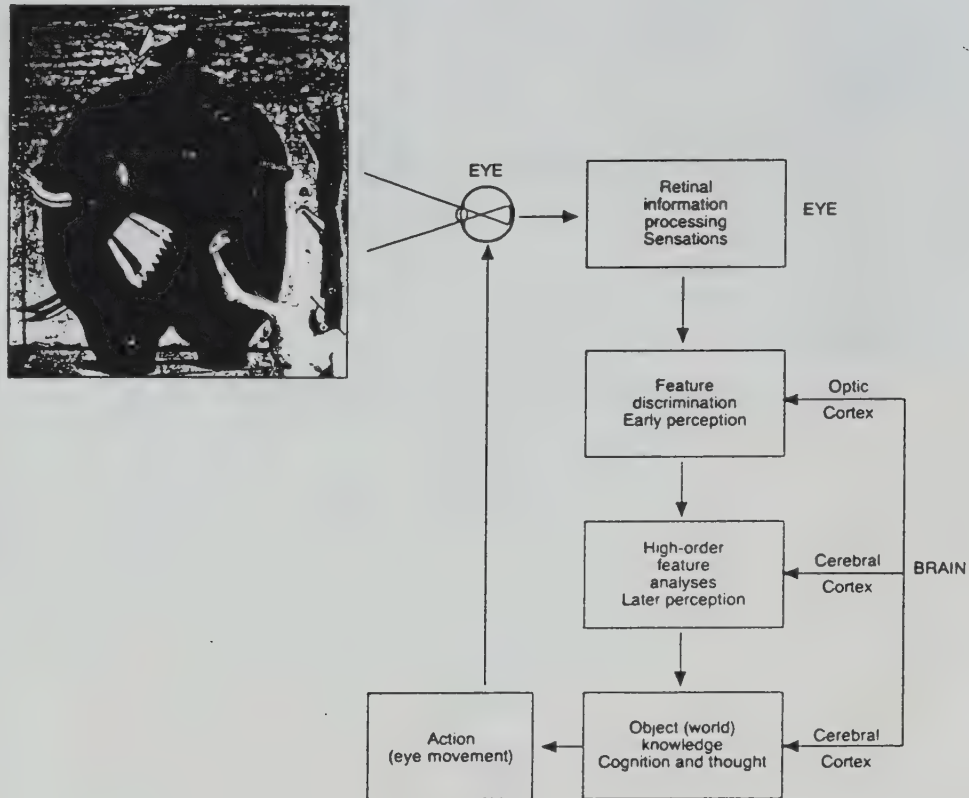 EYE
Retinal
information
processing
Sensations
EYE
Feature
discrimination
Early perception
Optic
Cortex
High-order
feature
analyses
Later perception
Cerebral
Cortex
BRAIN
Action
(eye movement)
Object (world)
knowledge
Cognition and thought
Cerebral
Cortex